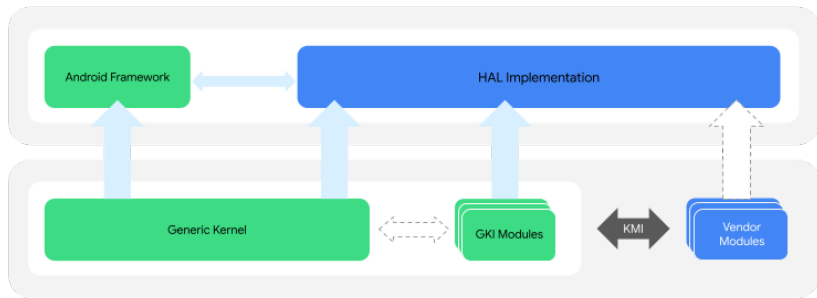 Android Framework
HAL Implementation
Generic Kernel
GKI Modules
KMI
Vendor
Modules